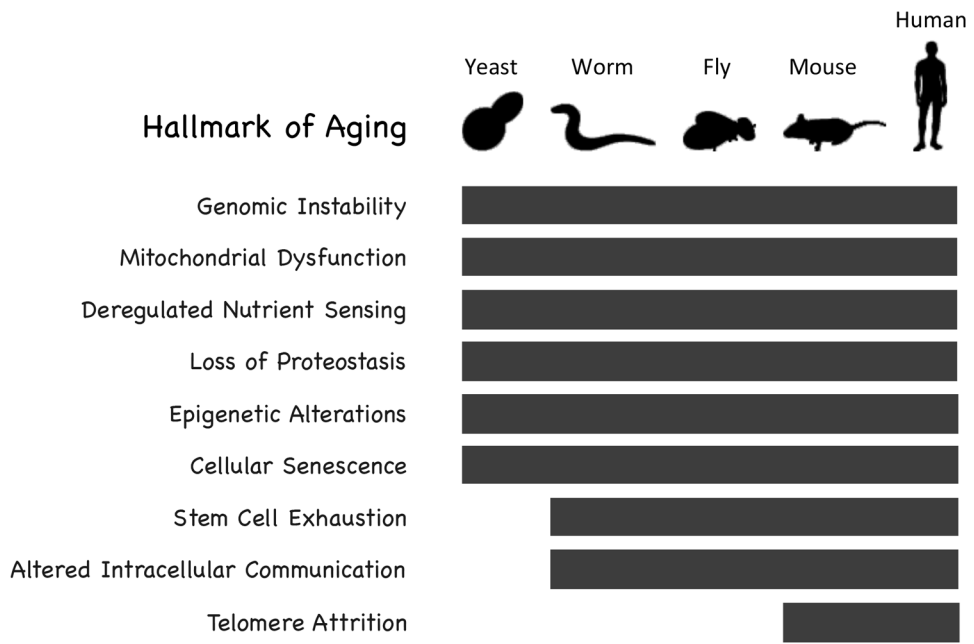 Human
Yeast Worm Fly Mouse
Hallmark of Aging
Genomic Instability
Mitochondrial Dysfunction
Deregulated Nutrient Sensing
Loss of Proteostasis
Epigenetic Alterations
Cellular Senescence
Stem Cell Exhaustion
Altered Intracellular Communication
Telomere Attrition